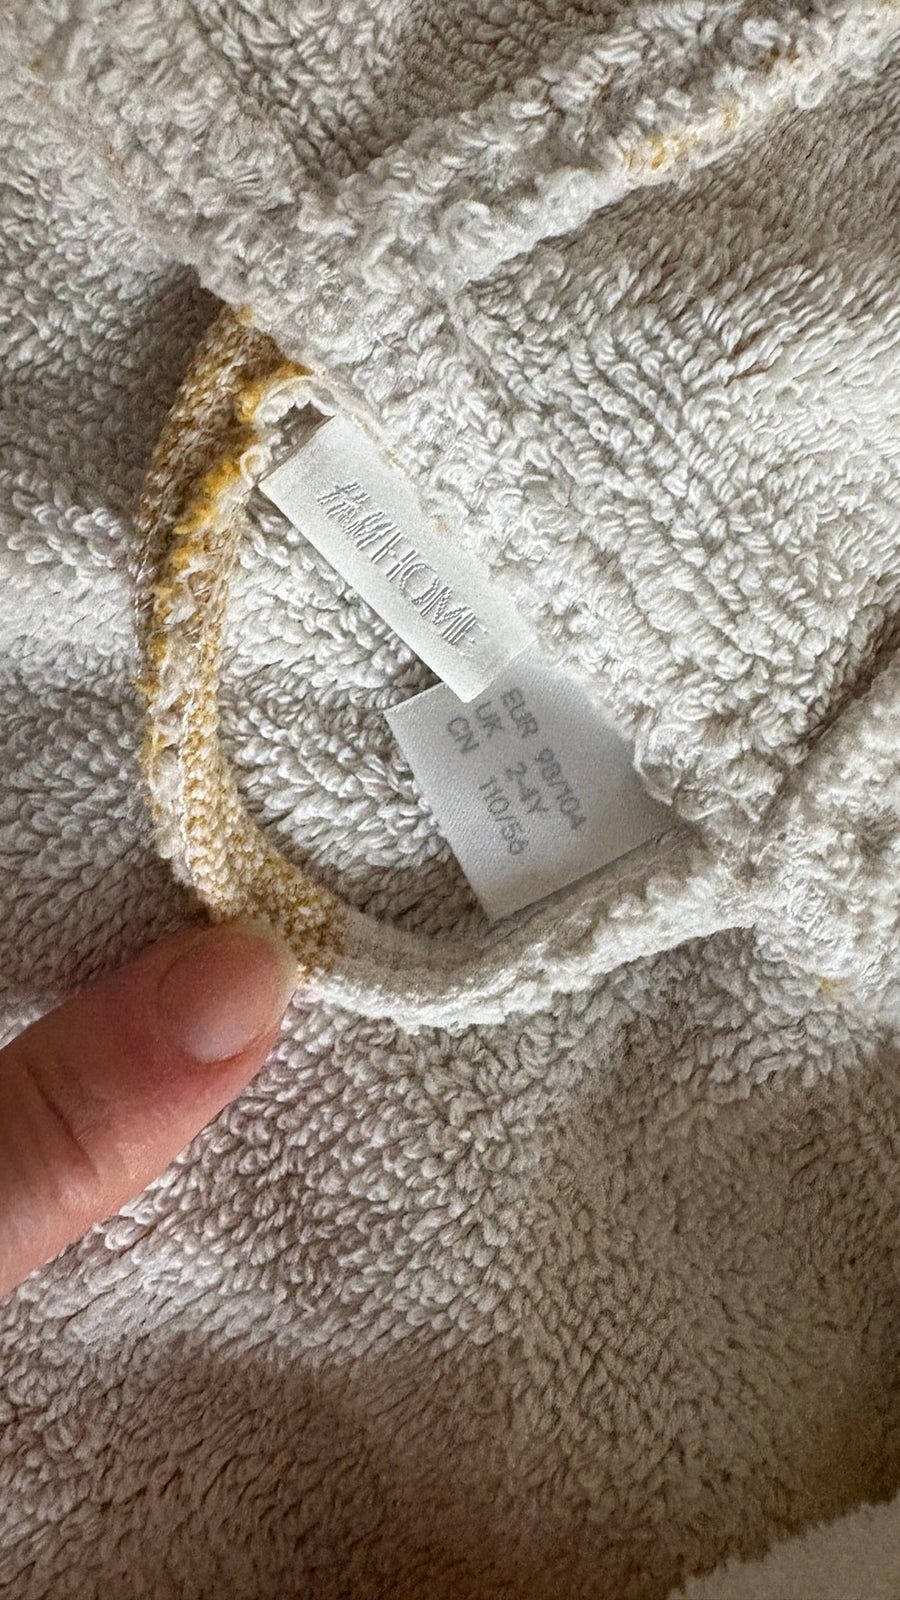 H&M HOME
EUR 98/104
UK 2-4Y
CN 110/56